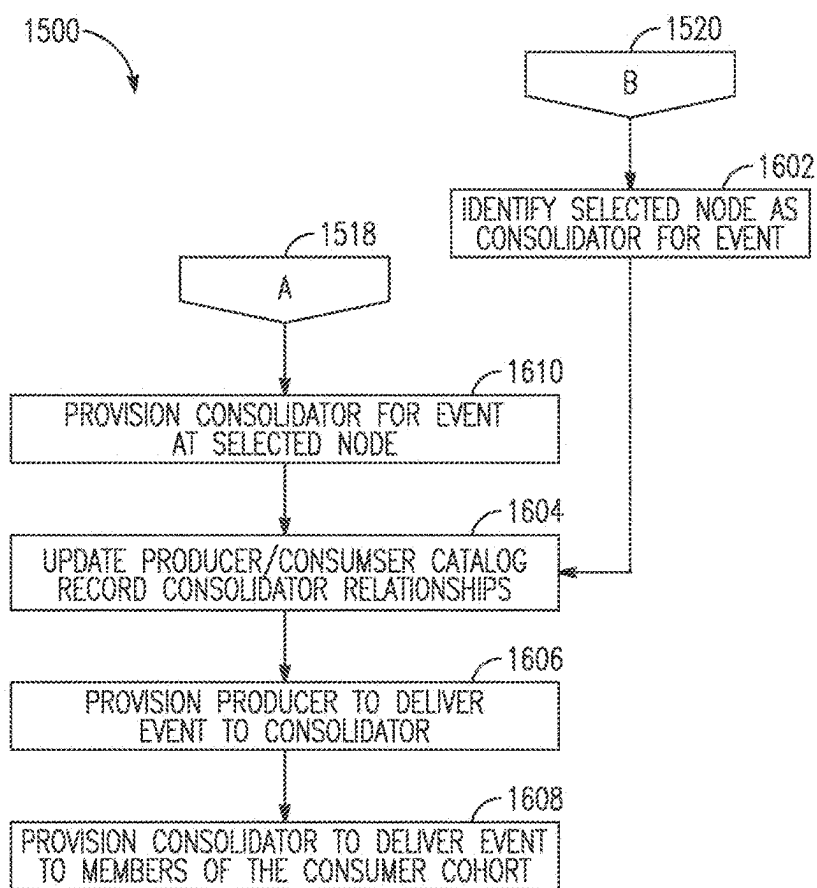 1500
1520
B
1602
IDENTIFY SELECTED NODE AS
CONSOLIDATOR FOR EVENT
1518
A
1610
PROVISION CONSOLIDATOR FOR EVENT
AT SELECTED NODE
1604
UPDATE PRODUCER/CONSUMSER CATALOG
RECORD CONSOLIDATOR RELATIONSHIPS
1606
PROVISION PRODUCER TO DELIVER
EVENT TO CONSOLIDATOR
1608
PROVISION CONSOLIDATOR TO DELIVER EVENT
TO MEMBERS OF THE CONSUMER COHORT